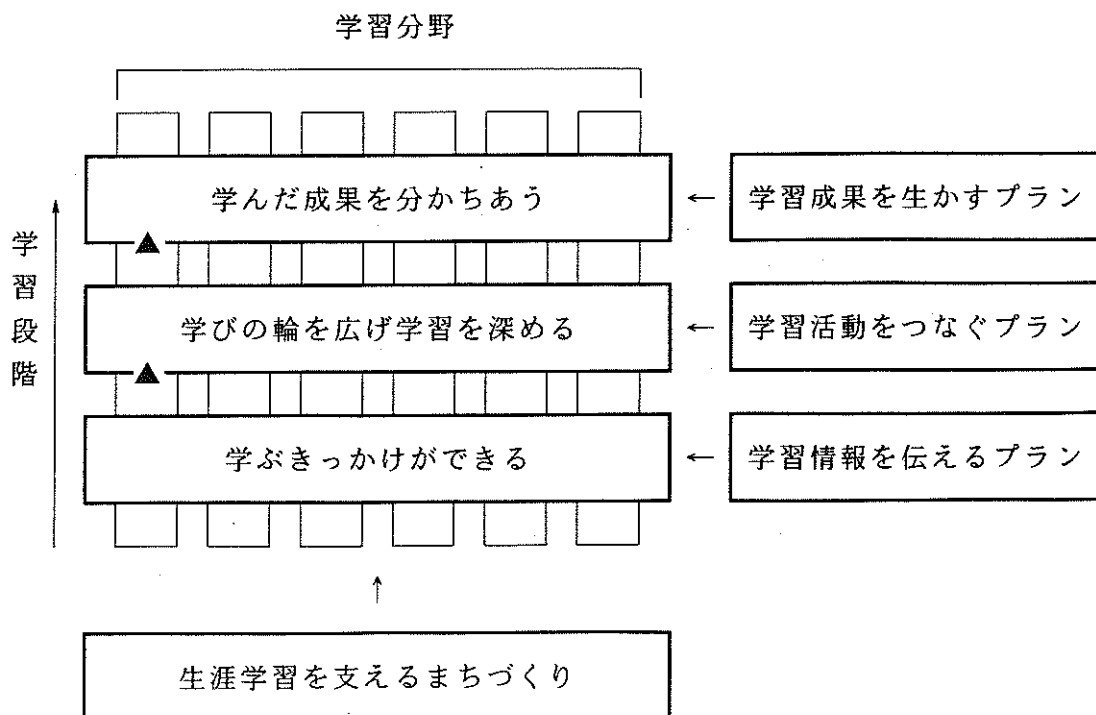 学習分野
学んだ成果を分かちあう
←
学習成果を生かすプラン
学習段階
学びの輪を広げ学習を深める
←
学習活動をつなぐプラン
学ぶきっかけができる
←
学習情報を伝えるプラン
↑
生涯学習を支えるまちづくり